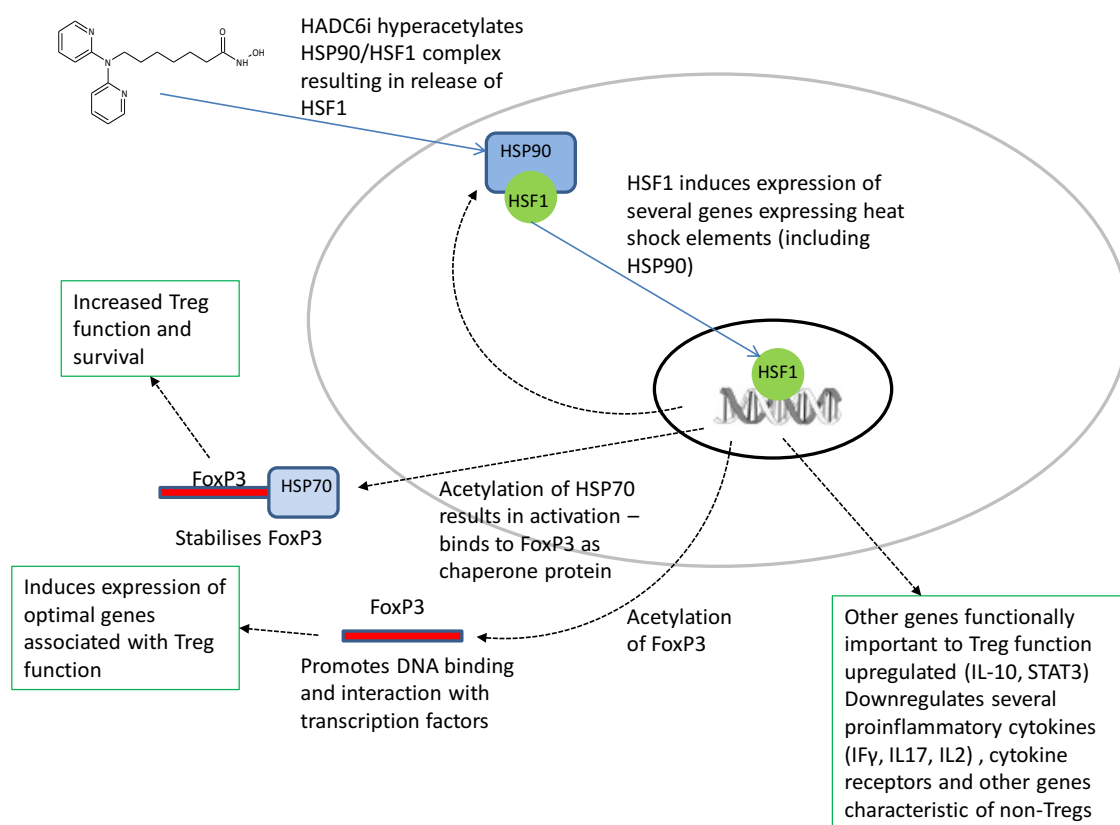 N
N
N
O
NH
OH
HADC6i hyperacetylates
HSP90/HSF1 complex
resulting in release of
HSF1
HSP90
HSF1
HSF1 induces expression of
several genes expressing heat
shock elements (including
HSP90)
Increased Treg
function and
survival
HSF1
FoxP3
HSP70
Stabilises FoxP3
Acetylation of HSP70
results in activation –
binds to FoxP3 as
chaperone protein
Induces expression of
optimal genes
associated with Treg
function
FoxP3
Promotes DNA binding
and interaction with
transcription factors
Acetylation
of FoxP3
Other genes functionally
important to Treg function
upregulated (IL-10, STAT3)
Downregulates several
proinflammatory cytokines
(IFγ, IL17, IL2) , cytokine
receptors and other genes
characteristic of non-Tregs